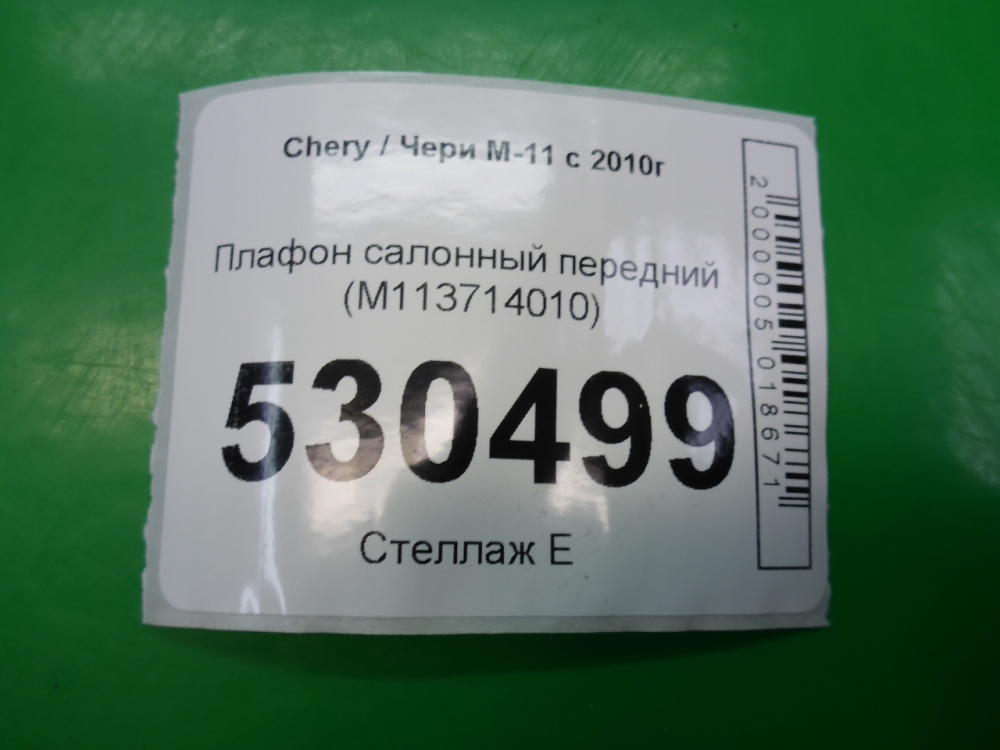 Chery / Чери М-11 с 2010г
Плафон салонный передний
(M113714010)
530499
Стеллаж Е
2000005018671